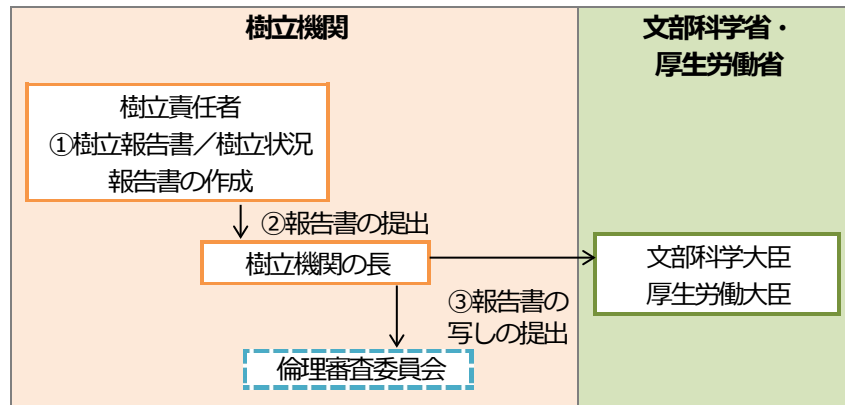 樹立機関
文部科学省・
厚生労働省
樹立責任者
①樹立報告書／樹立状況
報告書の作成
②報告書の提出
樹立機関の長
文部科学大臣
厚生労働大臣
③報告書の
写しの提出
倫理審査委員会